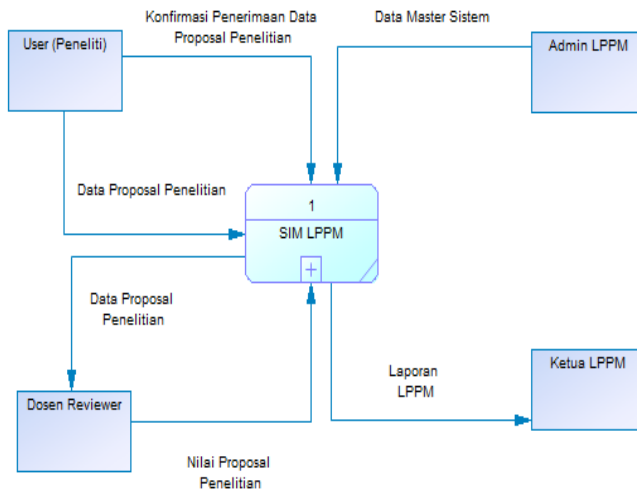 Konfirmasi Penerimaan Data
Proposal Penelitian
Data Master Sistem
User (Peneliti)
Admin LPPM
Data Proposal Penelitian
1
SIM LPPM
Data Proposal
Penelitian
Laporan
LPPM
Ketua LPPM
Dosen Reviewer
Nilai Proposal
Penelitian